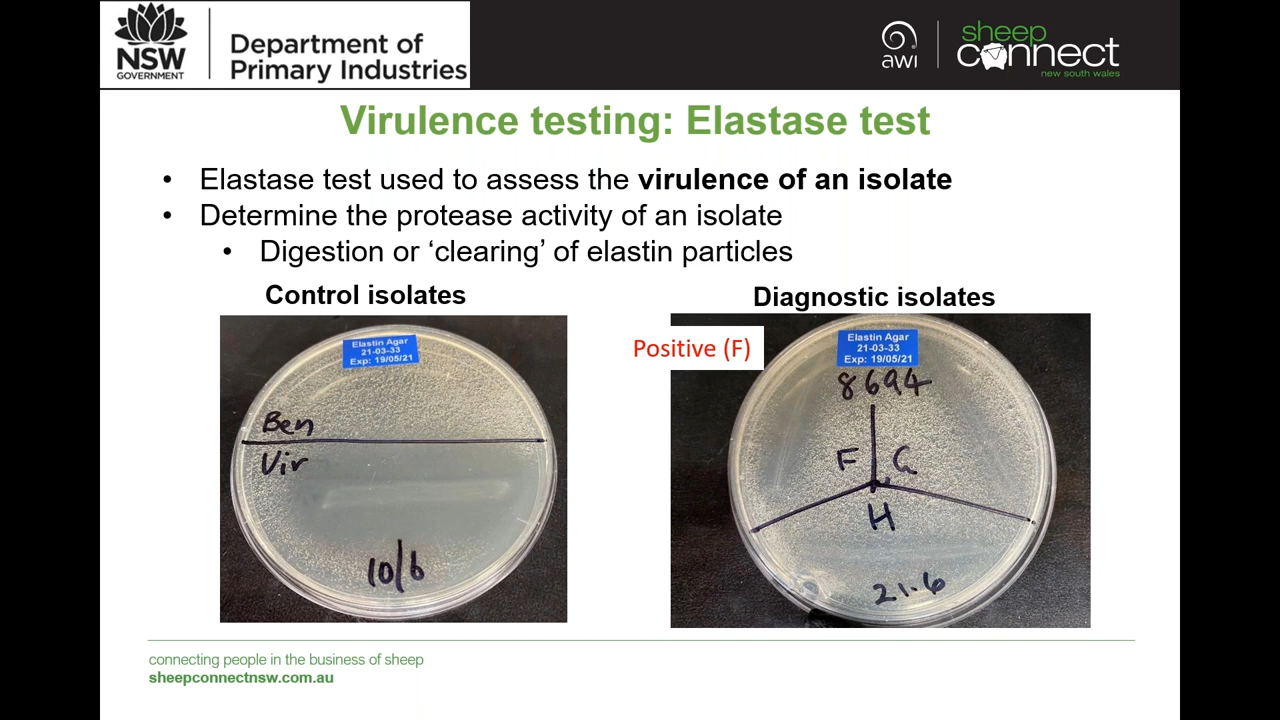 NSW
GOVERNMENT
Department of
Primary Industries
awi
sheep
connect
new south wales
Virulence testing: Elastase test
• Elastase test used to assess the virulence of an isolate
• Determine the protease activity of an isolate
• Digestion or ‘clearing’ of elastin particles
Control isolates
Elastin Agar
21-03-33
Exp: 19/05/21
Ben
Vir
10/6
Diagnostic isolates
Positive (F)
Elastin Agar
21-03-33
Exp: 19/05/21
8694
F G
H
21.6
connecting people in the business of sheep
sheepconnectnsw.com.au